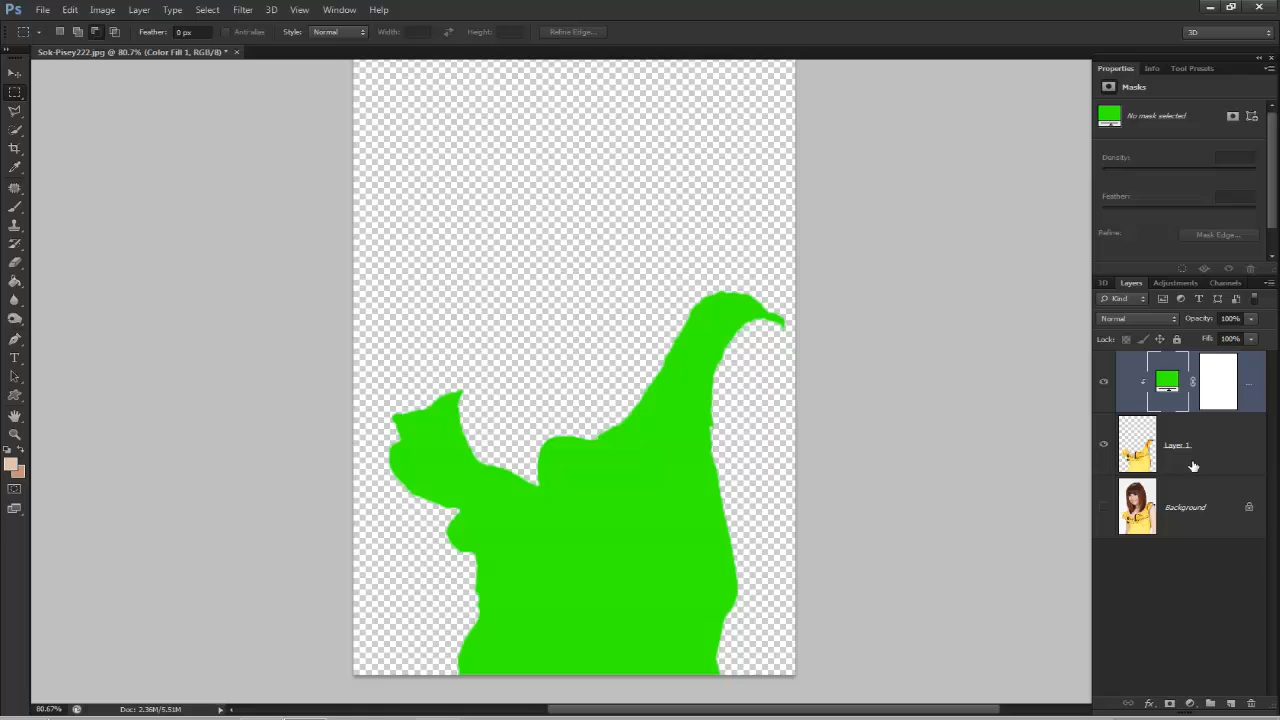 Ps File Edit Image Layer Type Select Filter 3D View Window Help
Feather: 0 px Anti-alias Style: Normal Width: Height: Refine Edge... 3D
Sok-Pisey222.jpg @ 80.7% (Color Fill 1, RGB/8) * ×
Properties Info Tool Presets
Masks
No mask selected
Density:
Feather:
Refine: Mask Edge...
3D Layers Adjustments Channels
Kind
Normal Opacity: 100%
Lock: Fill: 100%
...
Layer 1
Background
80.67% Doc: 2.36M/5.51M